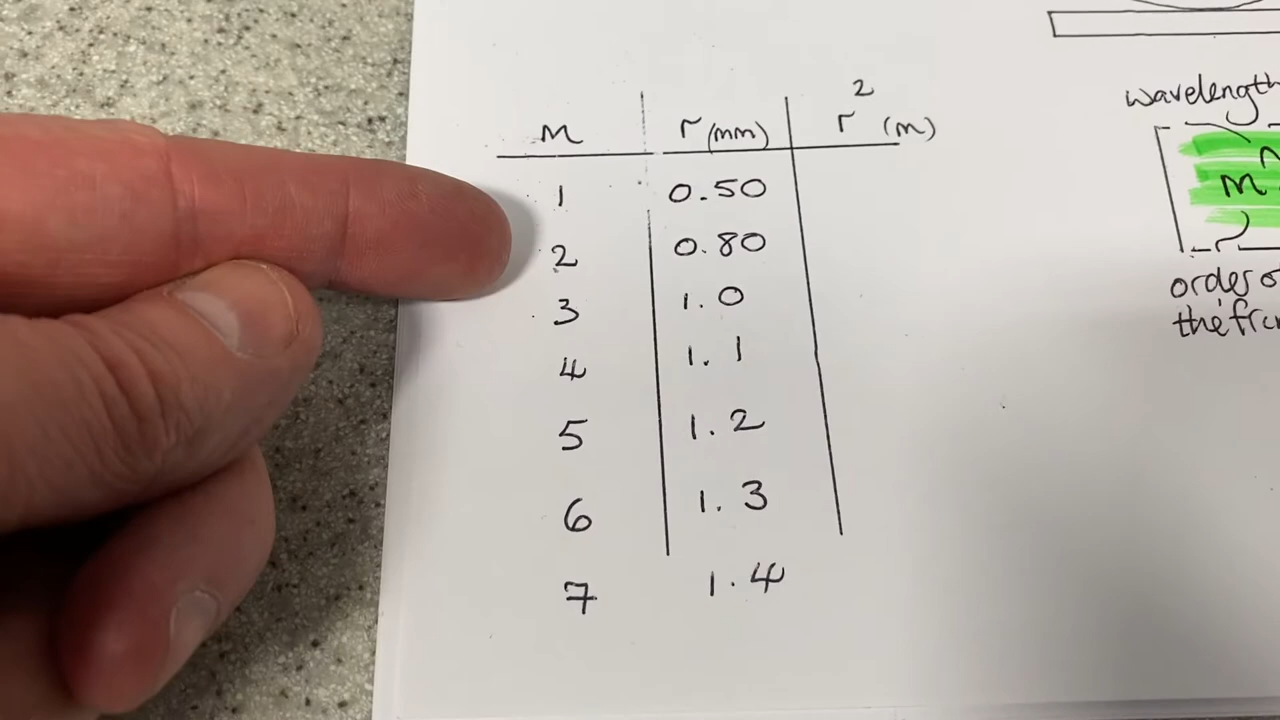 m r (mm) r² (m)
1 0.50
2 0.80
3 1.0
4 1.1
5 1.2
6 1.3
7 1.4
wavelength
m
order of
the